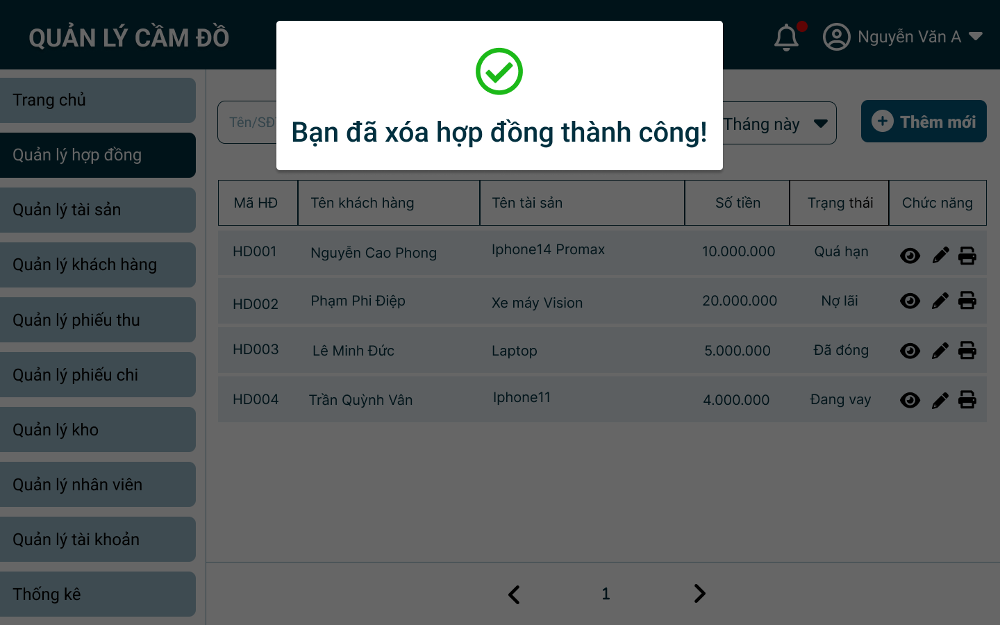 QUẢN LÝ CẦM ĐỒ
Nguyễn Văn A
Bạn đã xóa hợp đồng thành công!
Trang chủ
Quản lý hợp đồng
Quản lý tài sản
Quản lý khách hàng
Quản lý phiếu thu
Quản lý phiếu chi
Quản lý kho
Quản lý nhân viên
Quản lý tài khoản
Thống kê
Tên/SĐ
Tháng này
Thêm mới
Mã HĐ Tên khách hàng Tên tài sản Số tiền Trạng thái Chức năng
HD001 Nguyễn Cao Phong Iphone14 Promax 10.000.000 Quá hạn
HD002 Phạm Phi Điệp Xe máy Vision 20.000.000 Nợ lãi
HD003 Lê Minh Đức Laptop 5.000.000 Đã đóng
HD004 Trần Quỳnh Vân Iphone11 4.000.000 Đang vay
1